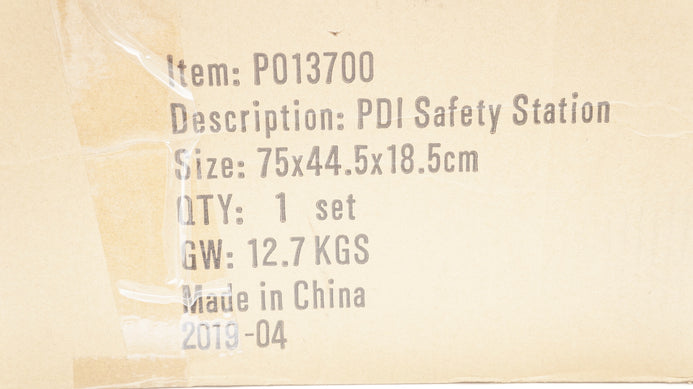 Item: P013700
Description: PDI Safety Station
Size: 75x44.5x18.5cm
QTY: 1 set
GW: 12.7 KGS
Made in China
2019-04